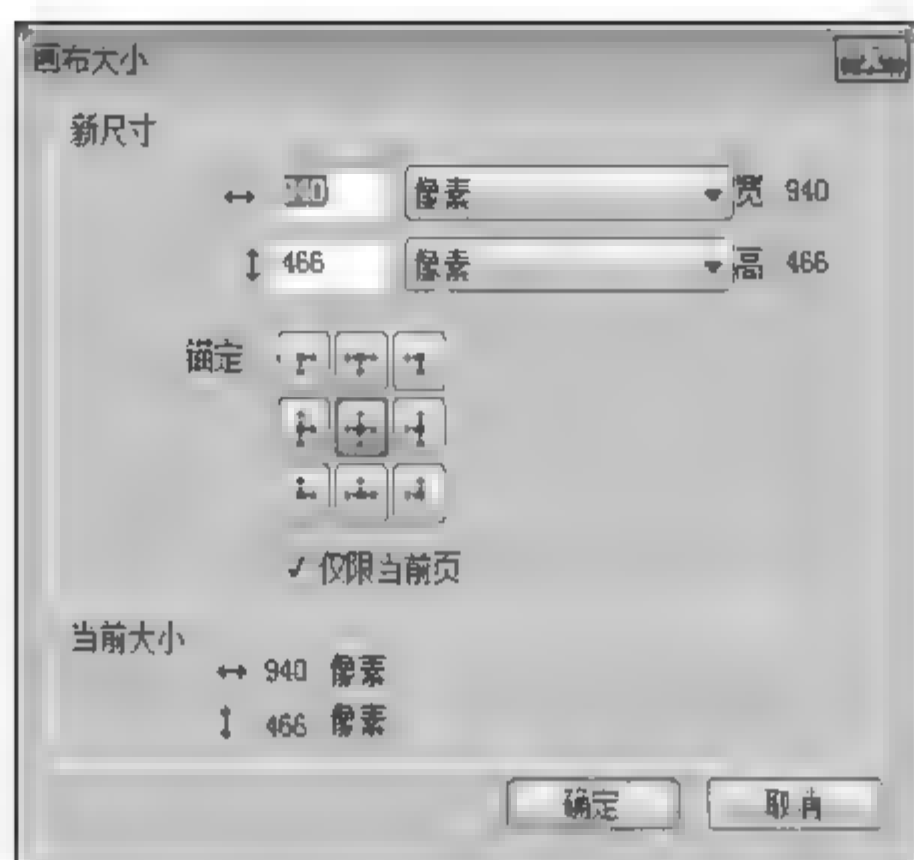 画布大小
新尺寸
↔ 940 像素 宽 940
↕ 466 像素 高 466
锚定
✓ 仅限当前页
当前大小
↔ 940 像素
↕ 466 像素
确定 取消